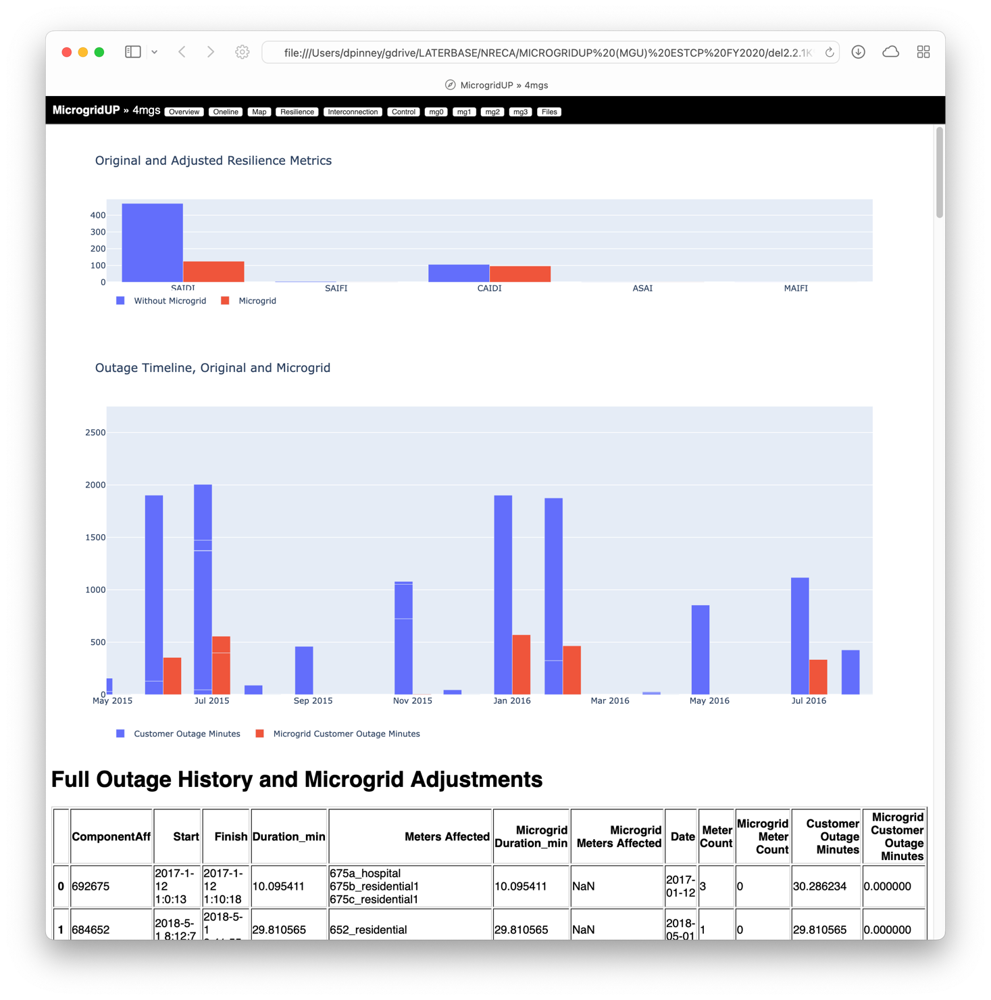 file:///Users/dpinney/gdrive/LATERBASE/NRECA/MICROGRIDUP%20(MGU)%20ESTCP%20FY2020/del2.2.1K
MicrogridUP » 4mgs
MicrogridUP » 4mgs Overview Oneline Map Resilience Interconnection Control mg0 mg1 mg2 mg3 Files
Original and Adjusted Resilience Metrics
400
300
200
100
0
SAIDI SAIFI CAIDI ASAI MAIFI
Without Microgrid Microgrid
Outage Timeline, Original and Microgrid
2500
2000
1500
1000
500
0
May 2015 Jul 2015 Sep 2015 Nov 2015 Jan 2016 Mar 2016 May 2016 Jul 2016
Customer Outage Minutes Microgrid Customer Outage Minutes
Full Outage History and Microgrid Adjustments
ComponentAff Start Finish Duration_min Meters Affected Microgrid Duration_min Microgrid Meters Affected Date Meter Count Microgrid Meter Count Customer Outage Minutes Microgrid Customer Outage Minutes
0 692675 2017-1-12 1:0:13 2017-1-12 1:10:18 10.095411 675a_hospital 675b_residential1 675c_residential1 10.095411 NaN 2017-01-12 3 0 30.286234 0.000000
1 684652 2018-5-1 8:12:7 2018-5-1 29.810565 652_residential 29.810565 NaN 2018-05-01 1 0 29.810565 0.000000